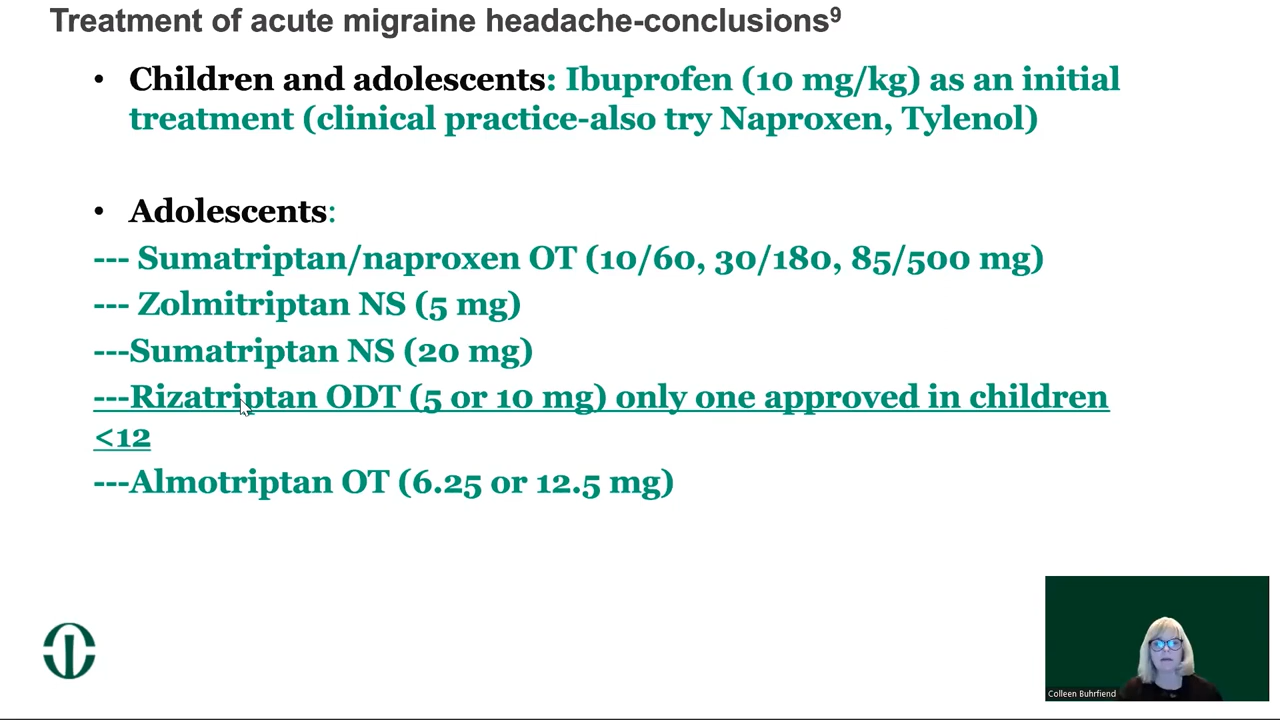 Treatment of acute migraine headache-conclusions⁹
• Children and adolescents: Ibuprofen (10 mg/kg) as an initial
treatment (clinical practice-also try Naproxen, Tylenol)
• Adolescents:
--- Sumatriptan/naproxen OT (10/60, 30/180, 85/500 mg)
--- Zolmitriptan NS (5 mg)
---Sumatriptan NS (20 mg)
---Rizatriptan ODT (5 or 10 mg) only one approved in children
<12
---Almotriptan OT (6.25 or 12.5 mg)
Colleen Buhrfiend